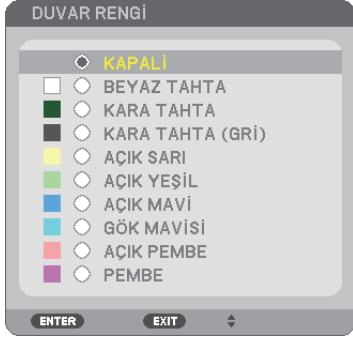 DUVAR RENGİ
KAPALI
BEYAZ TAHTA
KARA TAHTA
KARA TAHTA (GRİ)
AÇIK SARI
AÇIK YEŞİL
AÇIK MAVİ
GÖK MAVİSİ
AÇIK PEMBE
PEMBE
ENTER EXIT